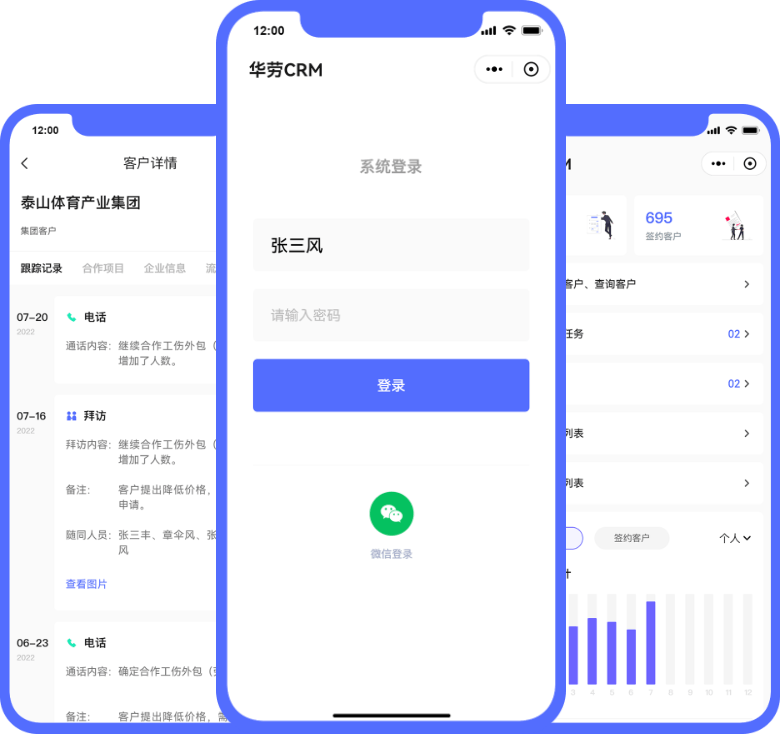 12:00
客户详情
泰山体育产业集团
集团客户
跟踪记录 合作项目 企业信息 流
07-20
2022
电话
通话内容: 继续合作工伤外包（
增加了人数。
07-16
2022
拜访
拜访内容: 继续合作工伤外包（
增加了人数。
备注: 客户提出降低价格,
申请。
随同人员: 张三丰、章伞风、张
风
查看图片
06-23
2022
电话
通话内容: 确定合作工伤外包（
备注: 客户提出降低价格,
12:00
华劳CRM
系统登录
张三风
请输入密码
登录
微信登录
M
695
签约客户
客户、查询客户
任务 02
02
列表
列表
签约客户 个人
计
3 4 5 6 7 8 9 10 11 12